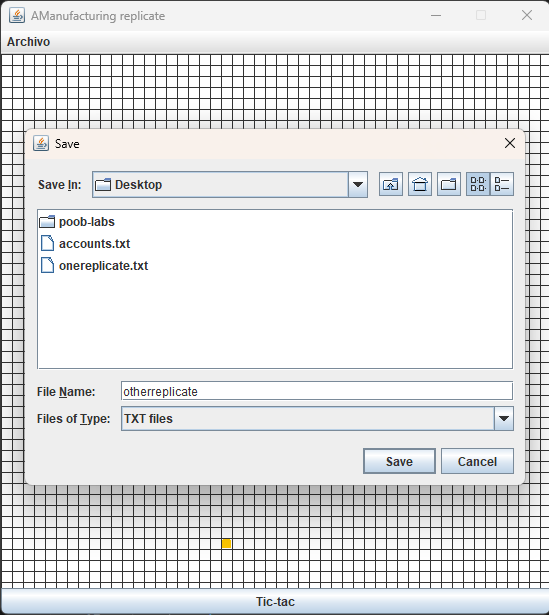 AManufacturing replicate
Archivo
Save
Save In: Desktop
poob-labs
accounts.txt
onereplicate.txt
File Name: otherreplicate
Files of Type: TXT files
Save Cancel
Tic-tac